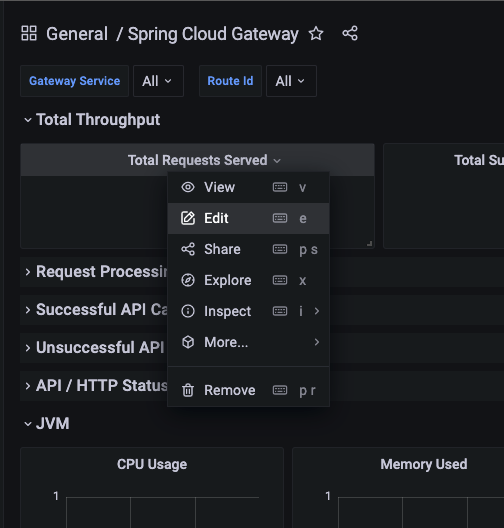 General / Spring Cloud Gateway
Gateway Service All Route Id All
Total Throughput
Total Requests Served
Total Su
View v
Edit e
Share p s
Explore x
Inspect i
More...
Remove p r
Request Processin
Successful API Ca
Unsuccessful API
API / HTTP Status
JVM
CPU Usage
Memory Used
1
1